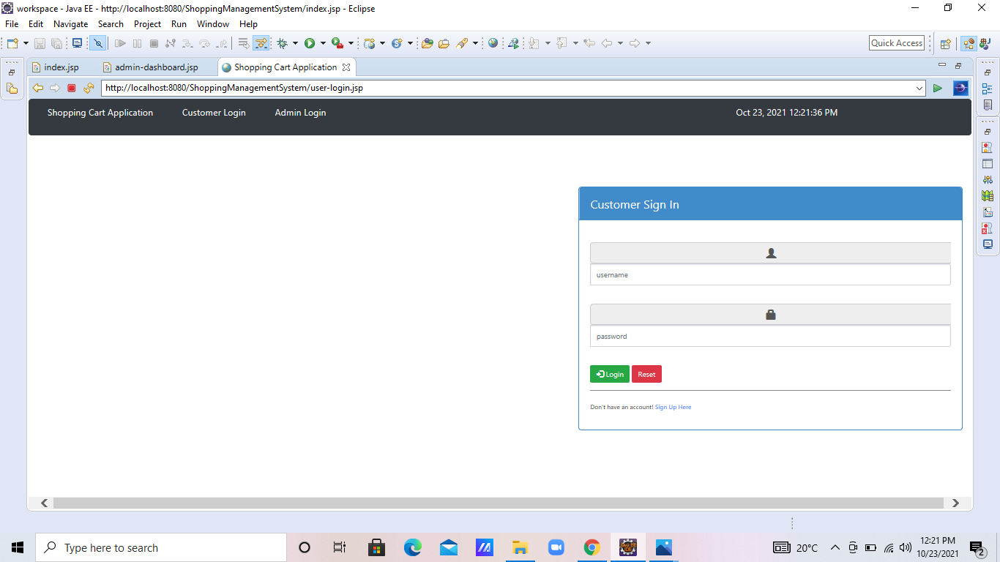 workspace - Java EE - http://localhost:8080/ShoppingManagementSystem/index.jsp - Eclipse
File Edit Navigate Search Project Run Window Help
Quick Access
index.jsp admin-dashboard.jsp Shopping Cart Application
http://localhost:8080/ShoppingManagementSystem/user-login.jsp
Shopping Cart Application Customer Login Admin Login Oct 23, 2021 12:21:36 PM
Customer Sign In
username
password
Login Reset
Don't have an account! Sign Up Here
Type here to search
20°C
12:21 PM
10/23/2021
2